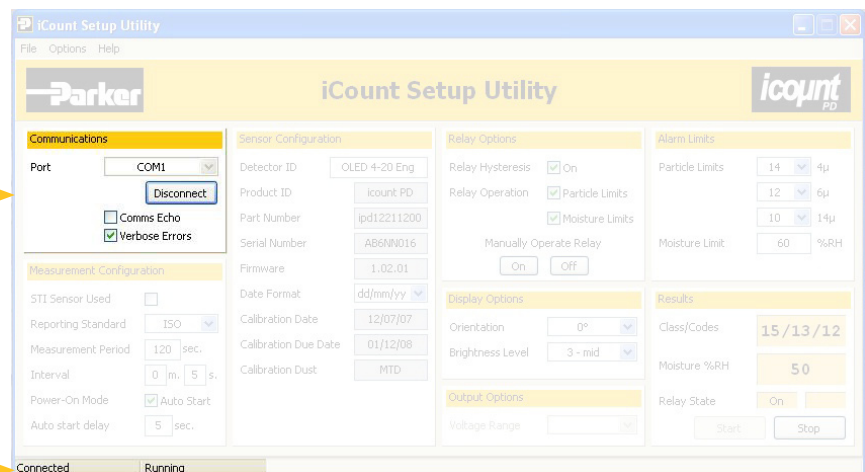 iCount Setup Utility
File Options Help
Parker
iCount Setup Utility
icount
PD
Communications
Port COM1
Disconnect
Comms Echo
Verbose Errors
Measurement Configuration
STI Sensor Used
Reporting Standard ISO
Measurement Period 120 sec.
Interval 0 m. 5 s.
Power-On Mode Auto Start
Auto start delay 5 sec.
Sensor Configuration
Detector ID OLED 4-20 Eng
Product ID icount PD
Part Number ipd12211200
Serial Number AB6NN016
Firmware 1.02.01
Date Format dd/mm/yy
Calibration Date 12/07/07
Calibration Due Date 01/12/08
Calibration Dust MTD
Relay Options
Relay Hysteresis On
Relay Operation Particle Limits
Moisture Limits
Manually Operate Relay
On Off
Display Options
Orientation 0°
Brightness Level 3 - mid
Output Options
Voltage Range
Alarm Limits
Particle Limits 14 4µ
12 6µ
10 14µ
Moisture Limit 60 %RH
Results
Class/Codes 15/13/12
Moisture %RH 50
Relay State On
Start Stop
Connected Running